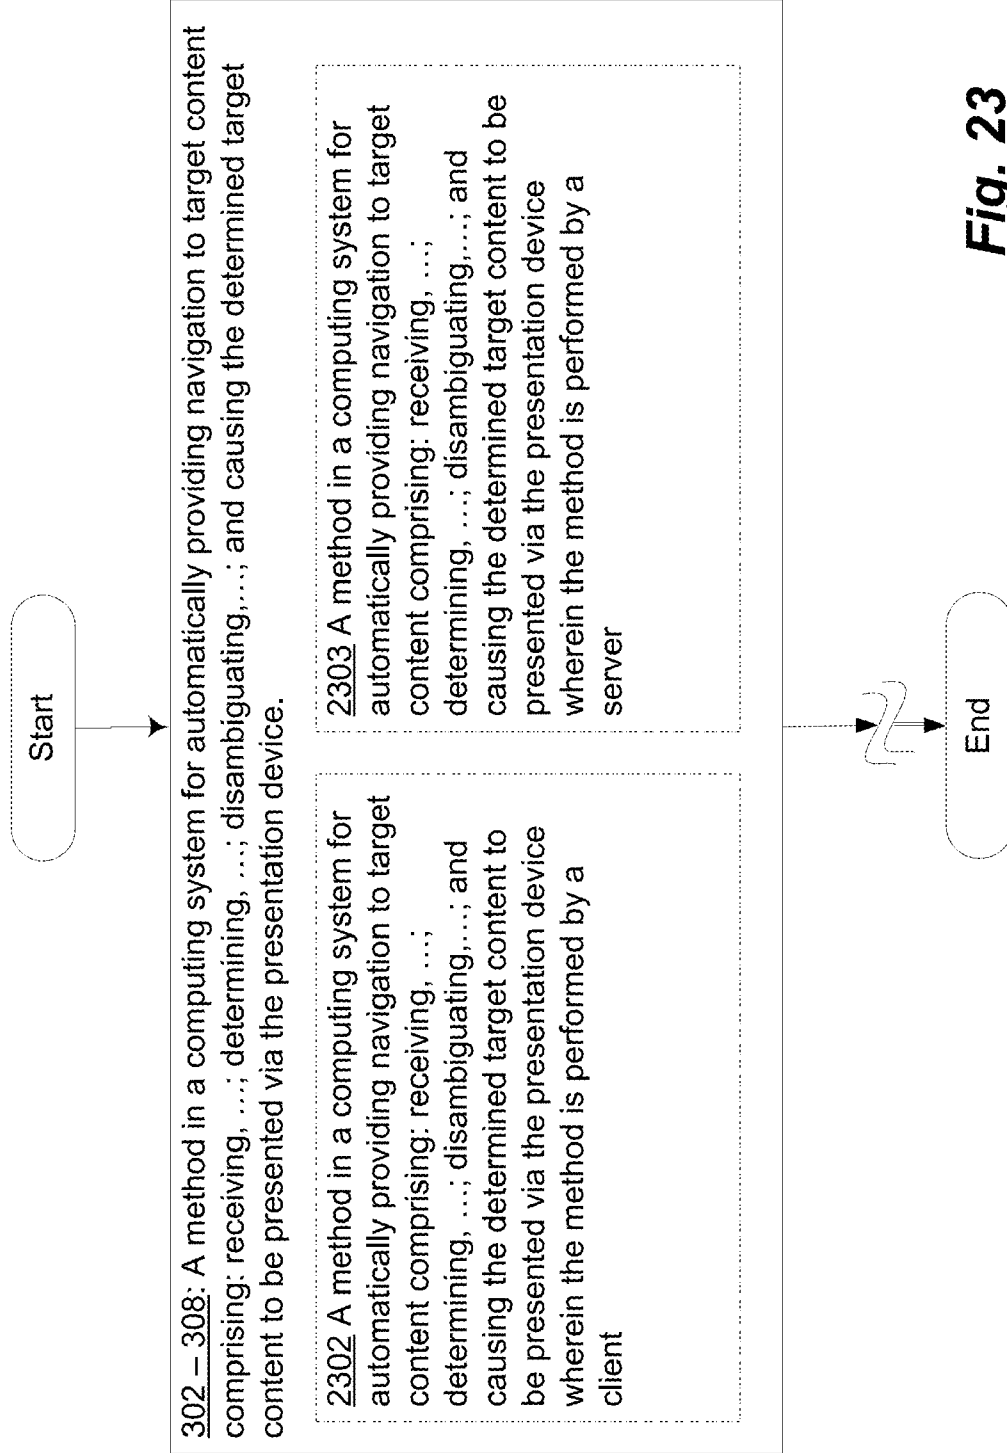 Start
302 – 308: A method in a computing system for automatically providing navigation to target content
comprising: receiving, …; determining, …; disambiguating,…; and causing the determined target
content to be presented via the presentation device.
2302 A method in a computing system for
automatically providing navigation to target
content comprising: receiving, …;
determining, …; disambiguating,…; and
causing the determined target content to
be presented via the presentation device
wherein the method is performed by a
client
2303 A method in a computing system for
automatically providing navigation to target
content comprising: receiving, …;
determining, …; disambiguating,…; and
causing the determined target content to be
presented via the presentation device
wherein the method is performed by a
server
End
Fig. 23